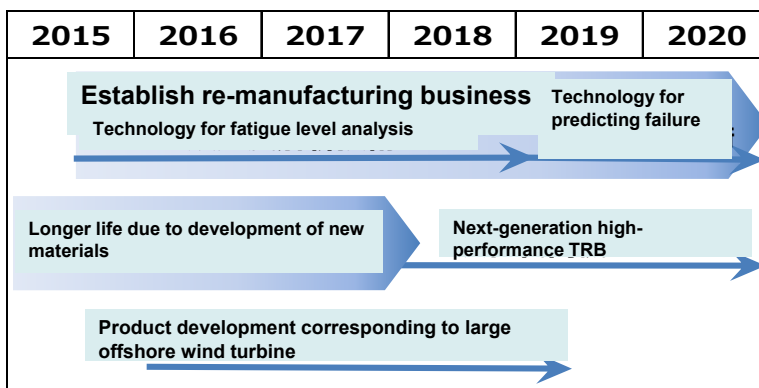 2015 2016 2017 2018 2019 2020
Establish re-manufacturing business
Technology for fatigue level analysis
Technology for
predicting failure
Longer life due to development of new
materials
Next-generation high-
performance TRB
Product development corresponding to large
offshore wind turbine